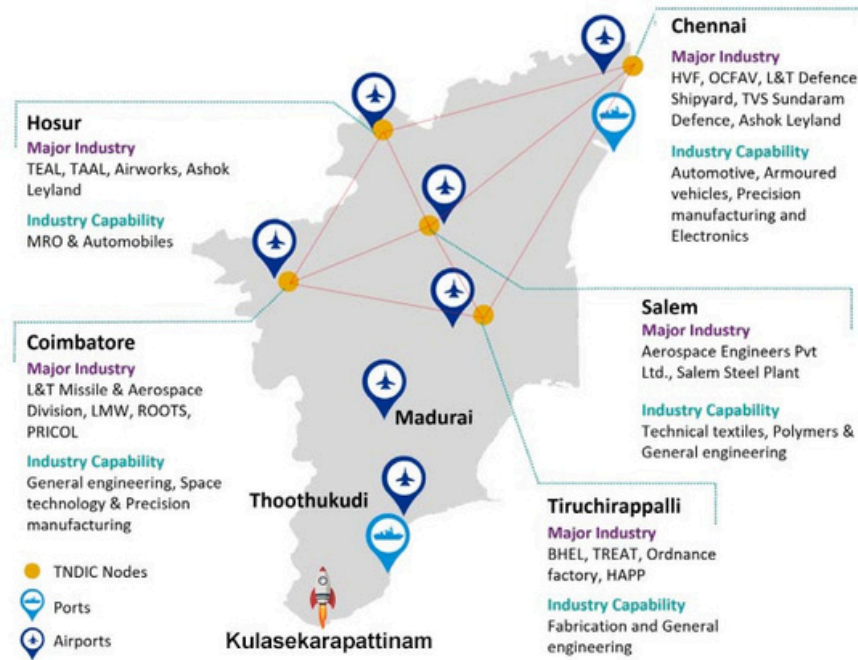 Chennai
Major Industry
HVF, OCFAV, L&T Defence
Shipyard, TVS Sundaram
Defence, Ashok Leyland
Industry Capability
Automotive, Armoured
vehicles, Precision
manufacturing and
Electronics
Hosur
Major Industry
TEAL, TAAL, Airworks, Ashok
Leyland
Industry Capability
MRO & Automobiles
Coimbatore
Major Industry
L&T Missile & Aerospace
Division, LMW, ROOTS,
PRICOL
Industry Capability
General engineering, Space
technology & Precision
manufacturing
Salem
Major Industry
Aerospace Engineers Pvt
Ltd., Salem Steel Plant
Industry Capability
Technical textiles, Polymers &
General engineering
Madurai
Thoothukudi
Tiruchirappalli
Major Industry
BHEL, TREAT, Ordnance
factory, HAPP
Industry Capability
Fabrication and General
engineering
Kulasekarapattinam
TNDIC Nodes
Ports
Airports